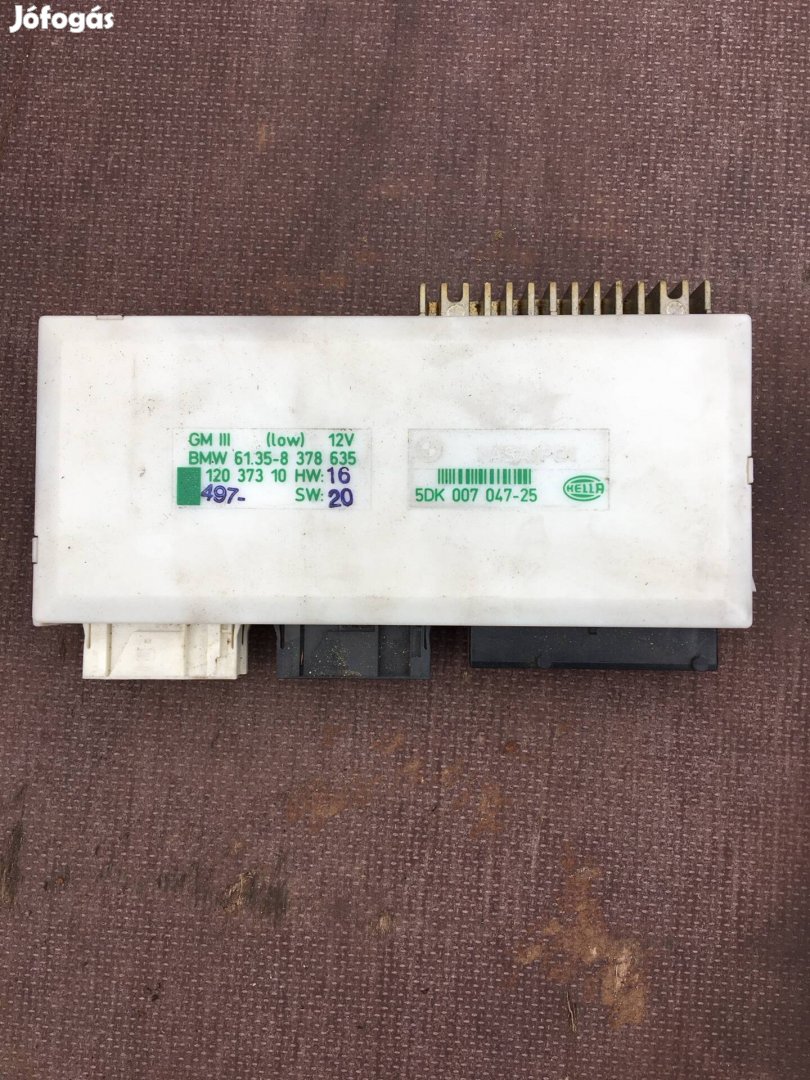 Jófogás
GM III (low) 12V
BMW 61.35-8 378 635
120 373 10 HW: 16
497- SW: 20
5DK 007 047-25
HELLA